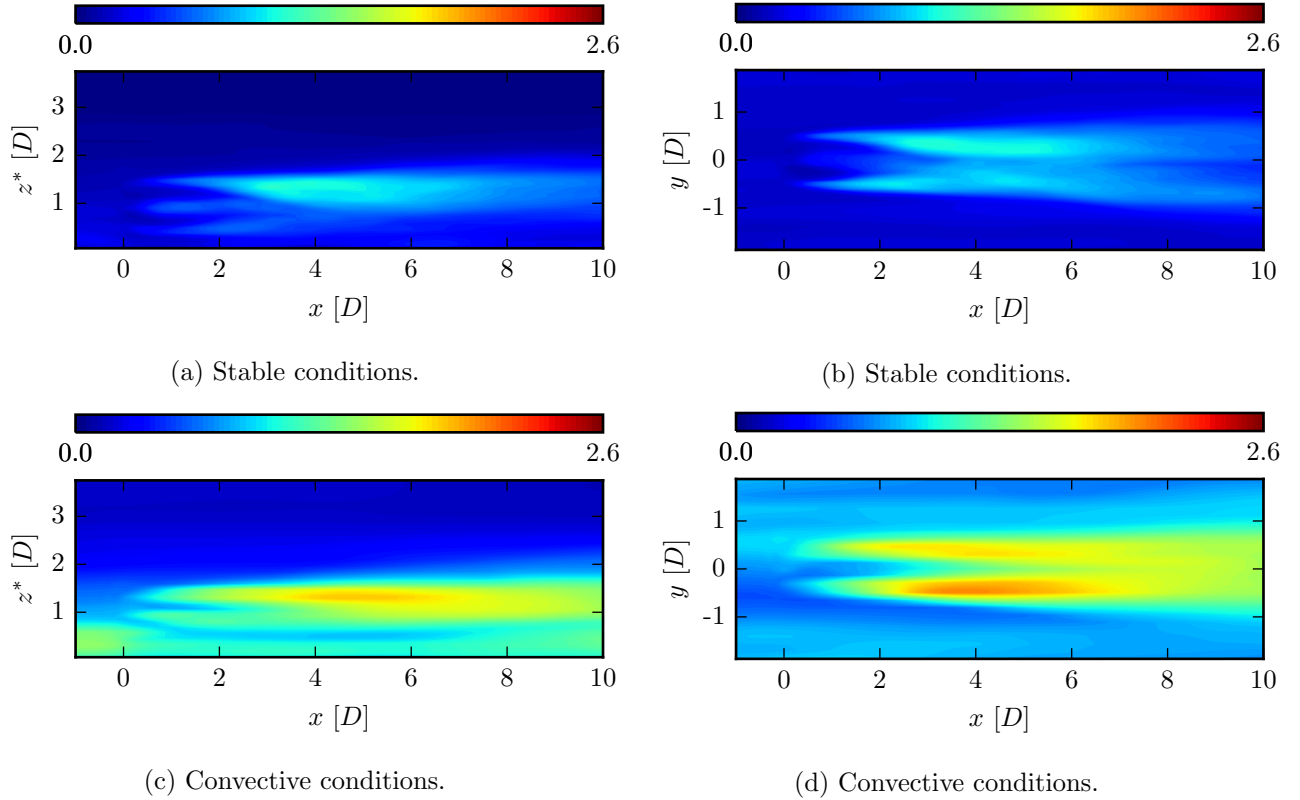 0.0 2.6
3
2
1
z* [D]
0 2 4 6 8 10
x [D]
(a) Stable conditions.
0.0 2.6
1
0
-1
y [D]
0 2 4 6 8 10
x [D]
(b) Stable conditions.
0.0 2.6
3
2
1
z* [D]
0 2 4 6 8 10
x [D]
(c) Convective conditions.
0.0 2.6
1
0
-1
y [D]
0 2 4 6 8 10
x [D]
(d) Convective conditions.